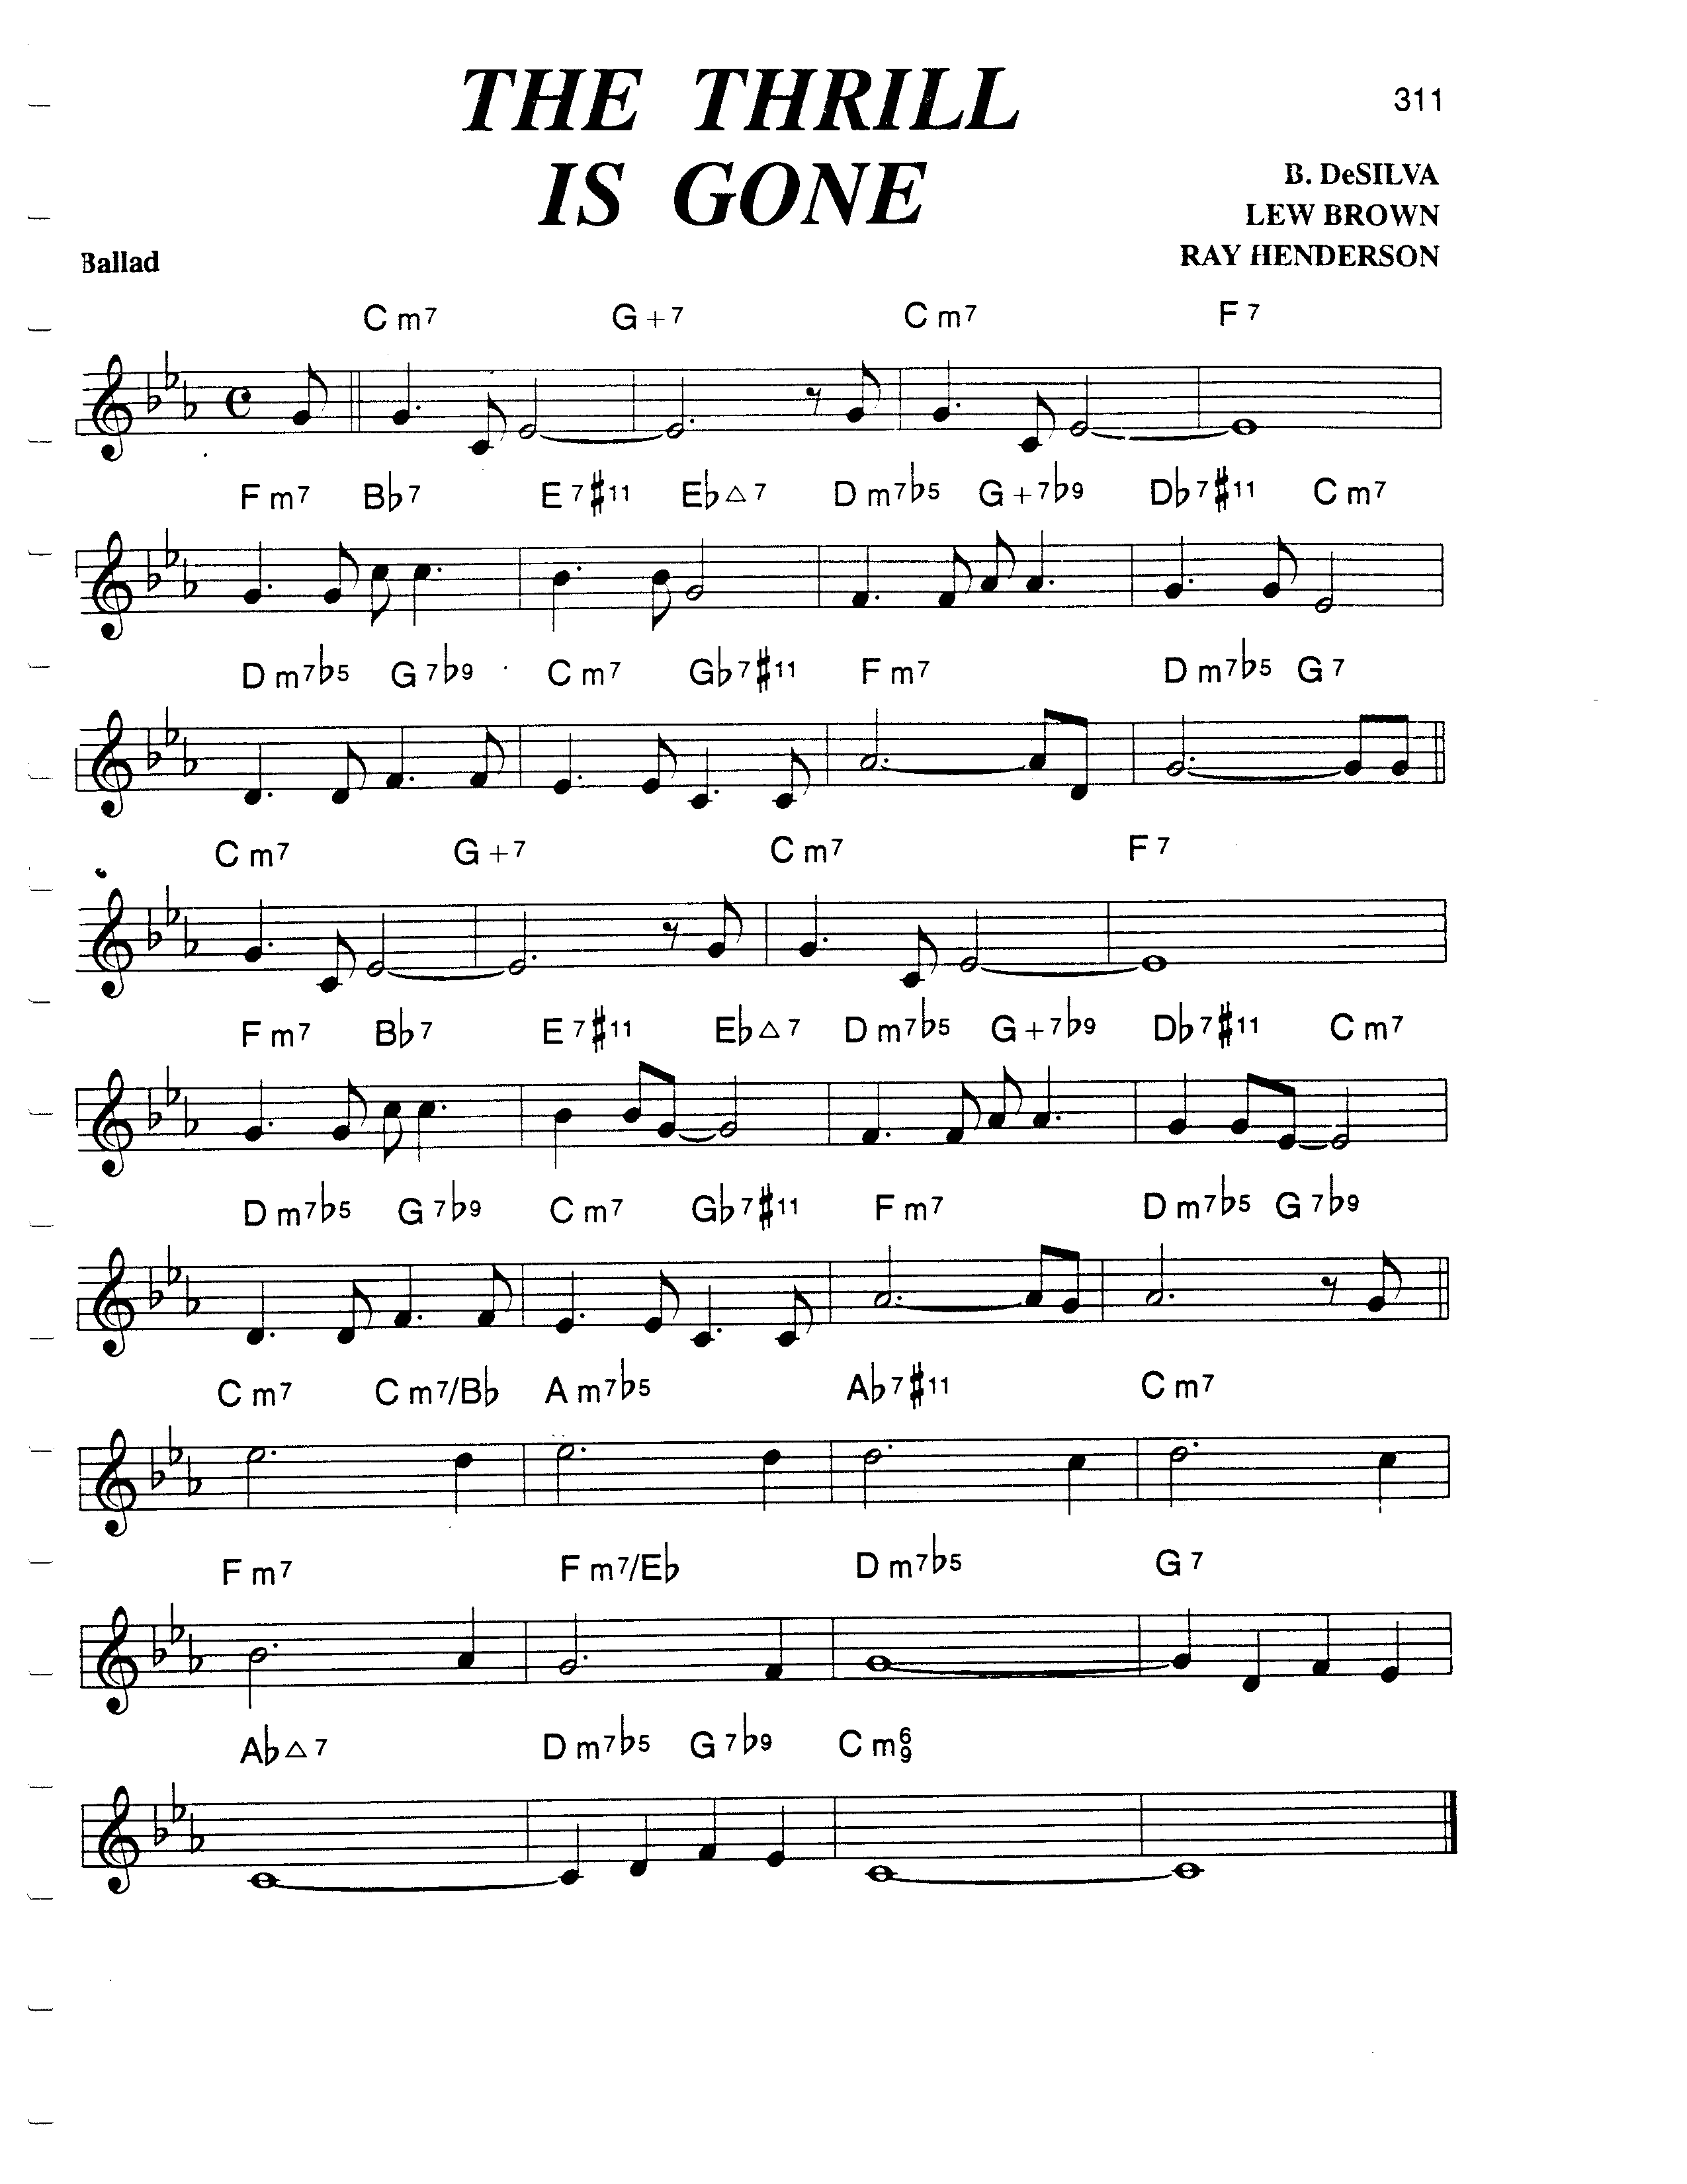 THE THRILL
311
IS GONE
B. DeSILVA
LEW BROWN
RAY HENDERSON
Ballad
C m7 G +7 C m7 F 7
F m7 B♭7 E 7♯11 E♭△7 D m7♭5 G +7♭9 D♭7♯11 C m7
D m7♭5 G 7♭9 C m7 G♭7♯11 F m7 D m7♭5 G 7
C m7 G +7 C m7 F 7
F m7 B♭7 E 7♯11 E♭△7 D m7♭5 G +7♭9 D♭7♯11 C m7
D m7♭5 G 7♭9 C m7 G♭7♯11 F m7 D m7♭5 G 7♭9
C m7 C m7/B♭ A m7♭5 A♭7♯11 C m7
F m7 F m7/E♭ D m7♭5 G 7
A♭△7 D m7♭5 G 7♭9 C m6 9